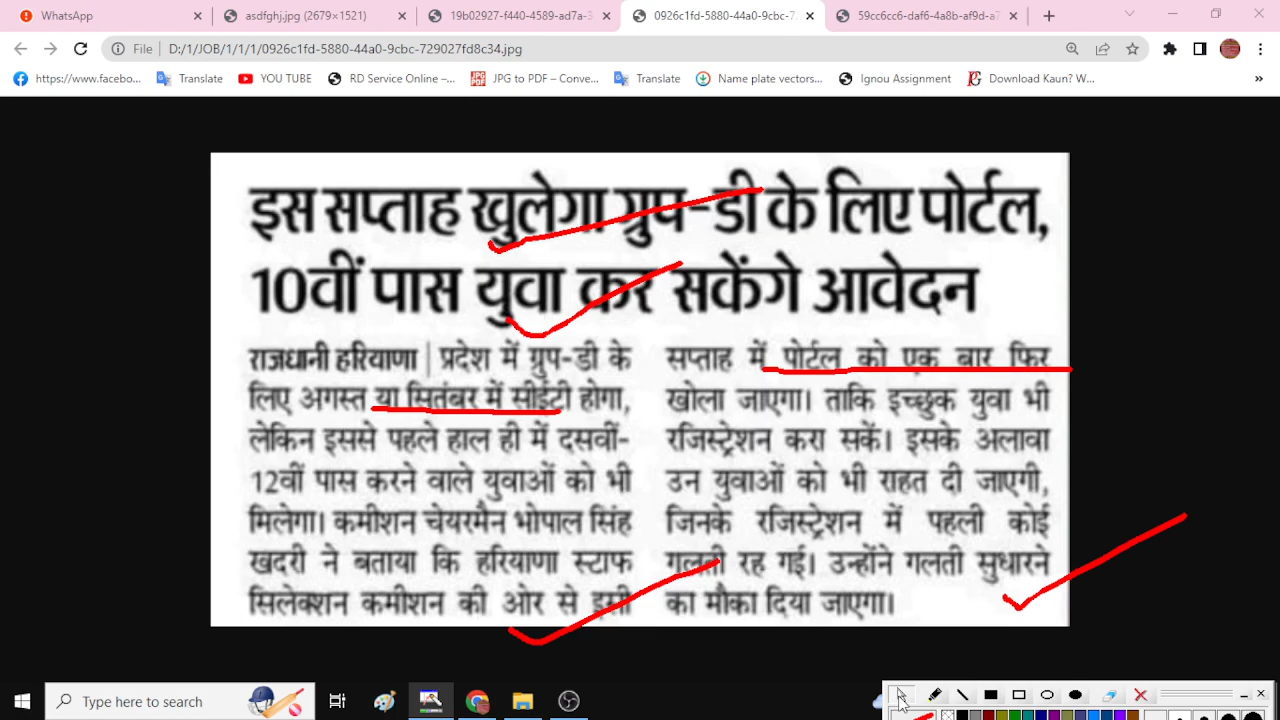 WhatsApp
asdfghj.jpg (2679×1521)
19b02927-f440-4589-ad7a-3
0926c1fd-5880-44a0-9cbc-7
59cc6cc6-daf6-4a8b-af9d-a7
File D:/1/JOB/1/1/1/0926c1fd-5880-44a0-9cbc-729027fd8c34.jpg
https://www.facebo... Translate YOU TUBE RD Service Online –... JPG to PDF – Conve... Translate Name plate vectors... Ignou Assignment Download Kaun? W... »
इस सप्ताह खुलेगा ग्रुप-डी के लिए पोर्टल,
10वीं पास युवा कर सकेंगे आवेदन
राजधानी हरियाणा | प्रदेश में ग्रुप-डी के
लिए अगस्त या सितंबर में सीईटी होगा,
लेकिन इससे पहले हाल ही में दसवीं-
12वीं पास करने वाले युवाओं को भी
मिलेगा। कमीशन चेयरमैन भोपाल सिंह
खदरी ने बताया कि हरियाणा स्टाफ
सिलेक्शन कमीशन की ओर से इसी
सप्ताह में पोर्टल को एक बार फिर
खोला जाएगा। ताकि इच्छुक युवा भी
रजिस्ट्रेशन करा सकें। इसके अलावा
उन युवाओं को भी राहत दी जाएगी,
जिनके रजिस्ट्रेशन में पहली कोई
गलती रह गई। उन्होंने गलती सुधारने
का मौका दिया जाएगा।
Type here to search